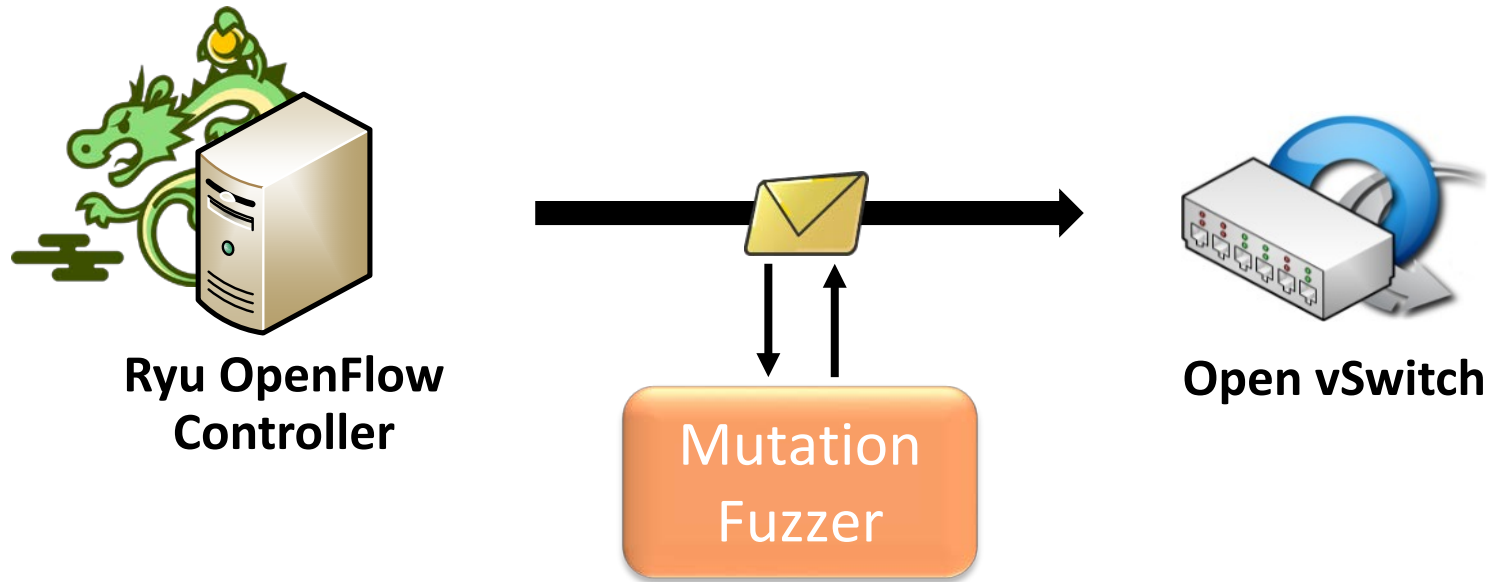 Ryu OpenFlow
Controller
Open vSwitch
Mutation
Fuzzer